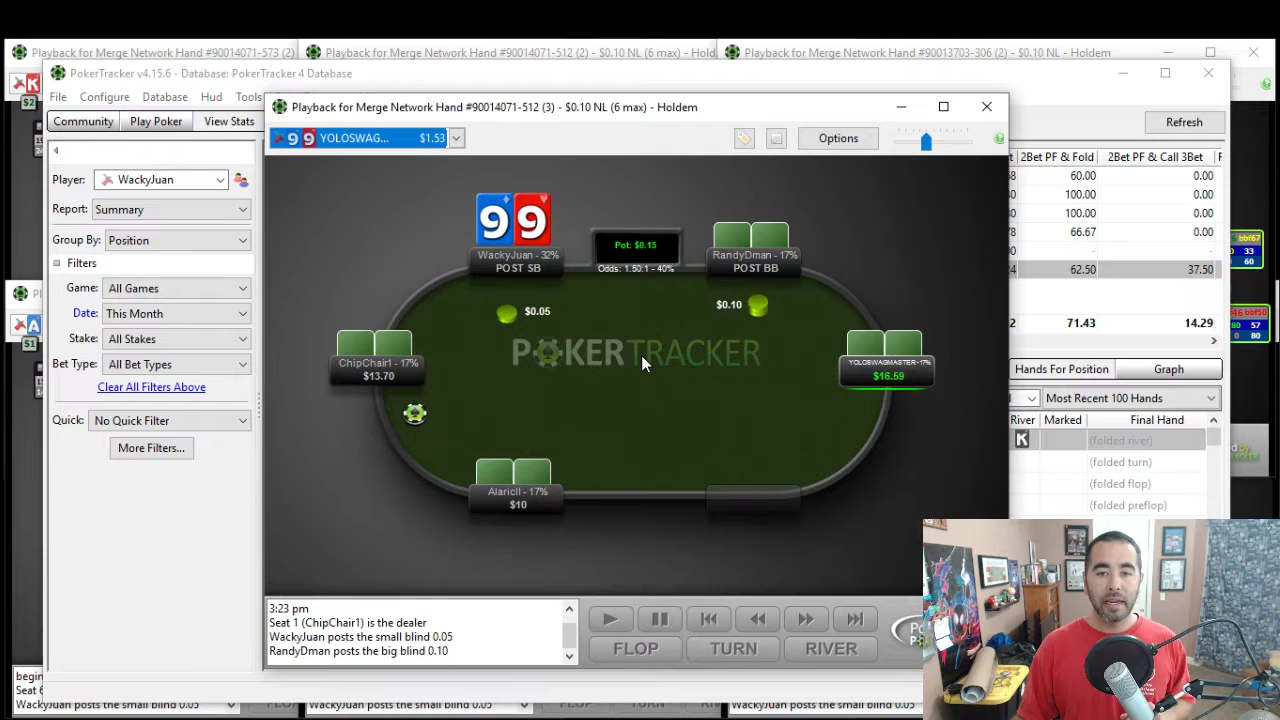 Playback for Merge Network Hand #90014071-573 (2)
Playback for Merge Network Hand #90014071-512 (2) - $0.10 NL (6 max) - Hold
Playback for Merge Network Hand #90013703-306 (2) - $0.10 NL (6 max) - Holdem
PokerTracker v4.15.6 - Database: PokerTracker 4 Database
File Configure Database Hud Tools
Community Play Poker View Stats
Refresh
Playback for Merge Network Hand #90014071-512 (3) - $0.10 NL (6 max) - Holdem
9 9 YOLOSWAG... $1.53
Options
K
$2
2Bet PF & Fold 2Bet PF & Call 3Bet
60.00 0.00
100.00 0.00
100.00 0.00
66.67 0.00
- -
62.50 37.50
71.43 14.29
Player: WackyJuan
Report: Summary
Group By: Position
Filters
Game: All Games
Date: This Month
Stake: All Stakes
Bet Type: All Bet Types
Clear All Filters Above
Quick: No Quick Filter
More Filters...
9 9
WackyJuan - 32%
POST SB
Pot: $0.15
Odds: 1.50:1 - 40%
RandyDman - 17%
POST BB
$0.05
$0.10
POKERTRACKER
ChipChair1 - 17%
$13.70
YOLOSWAGMASTER-17%
$16.59
AlaricII - 17%
$10
A
$1
Hands For Position Graph
Most Recent 100 Hands
River Marked Final Hand
K (folded river)
(folded turn)
(folded flop)
(folded preflop)
3:23 pm
Seat 1 (ChipChair1) is the dealer
WackyJuan posts the small blind 0.05
RandyDman posts the big blind 0.10
FLOP TURN RIVER
WackyJuan posts the small blind 0.05
WackyJuan posts the small blind 0.05
WackyJuan posts the small blind 0.05